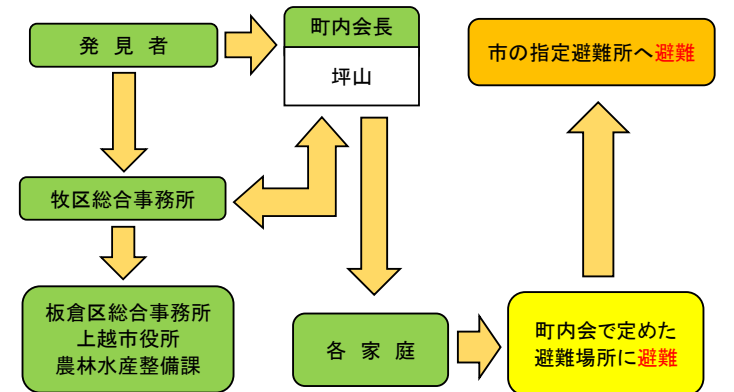 発見者
町内会長
坪山
市の指定避難所へ避難
牧区総合事務所
板倉区総合事務所
上越市役所
農林水産整備課
各家庭
町内会で定めた
避難場所に避難